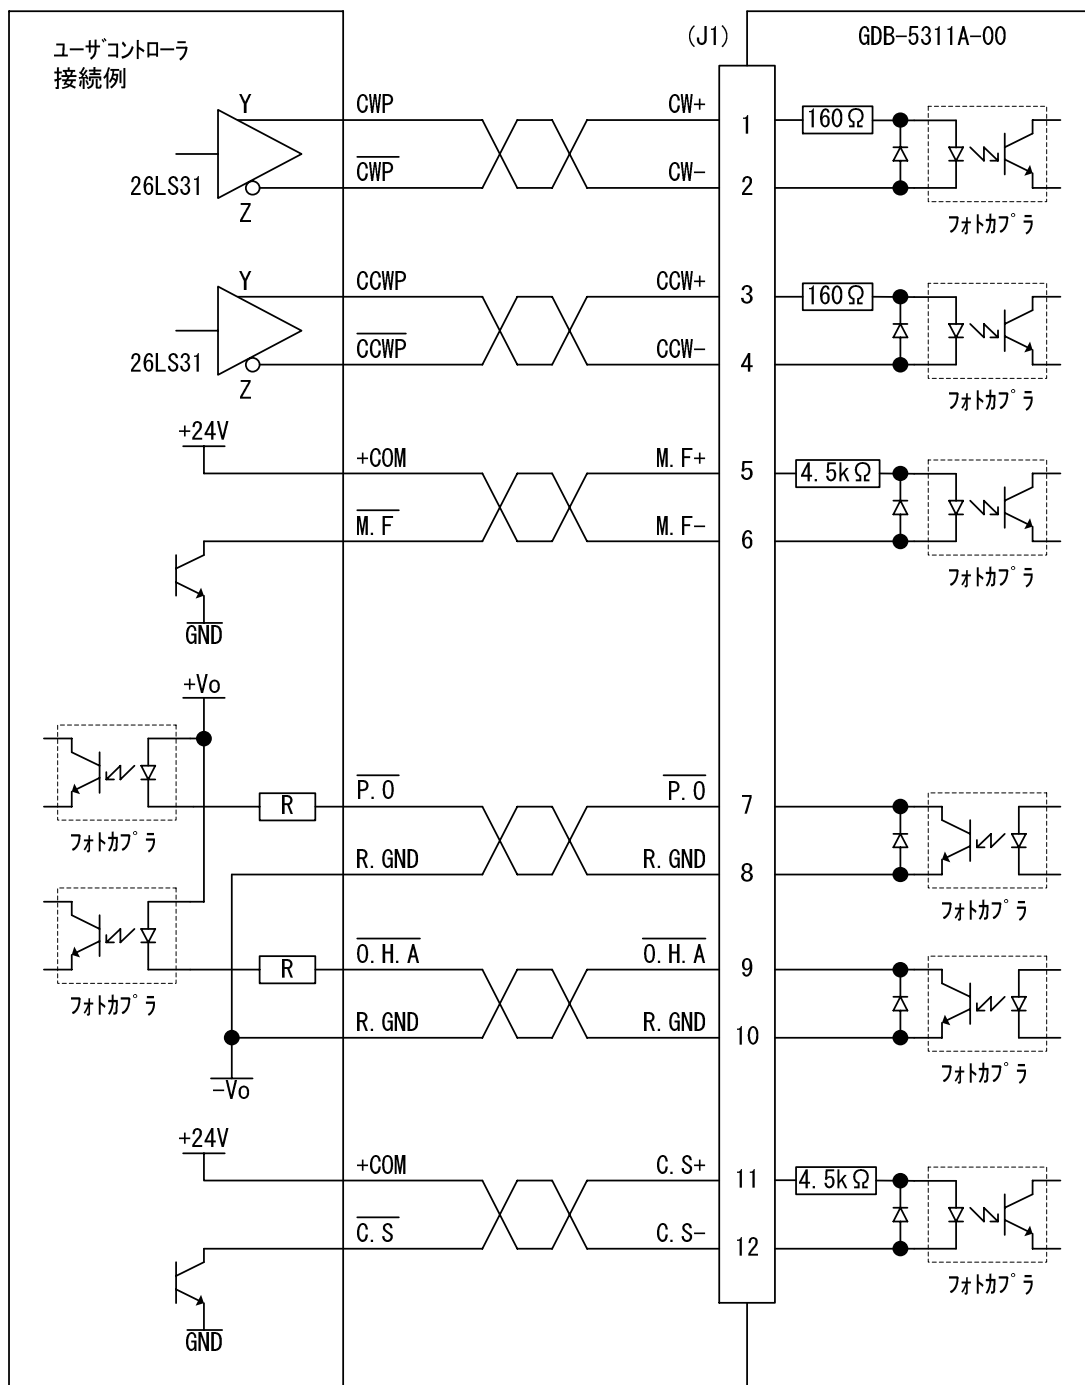 ユーザコントローラ
接続例
(J1)
GDB-5311A-00
Y
CWP
CW+
1
160Ω
26LS31
C̅W̅P̅
CW-
2
Z
フォトカプラ
Y
CCWP
CCW+
3
160Ω
26LS31
C̅C̅W̅P̅
CCW-
4
Z
フォトカプラ
+24V
+COM
M.F+
5
4.5kΩ
M̅.̅F̅
M.F-
6
フォトカプラ
GND
+Vo
R
P̅.̅O̅
P̅.̅O̅
7
フォトカプラ
R.GND
R.GND
8
フォトカプラ
R
O̅.̅H̅.̅A̅
O̅.̅H̅.̅A̅
9
フォトカプラ
R.GND
R.GND
10
フォトカプラ
-Vo
+24V
+COM
C.S+
11
4.5kΩ
C̅.̅S̅
C.S-
12
フォトカプラ
GND